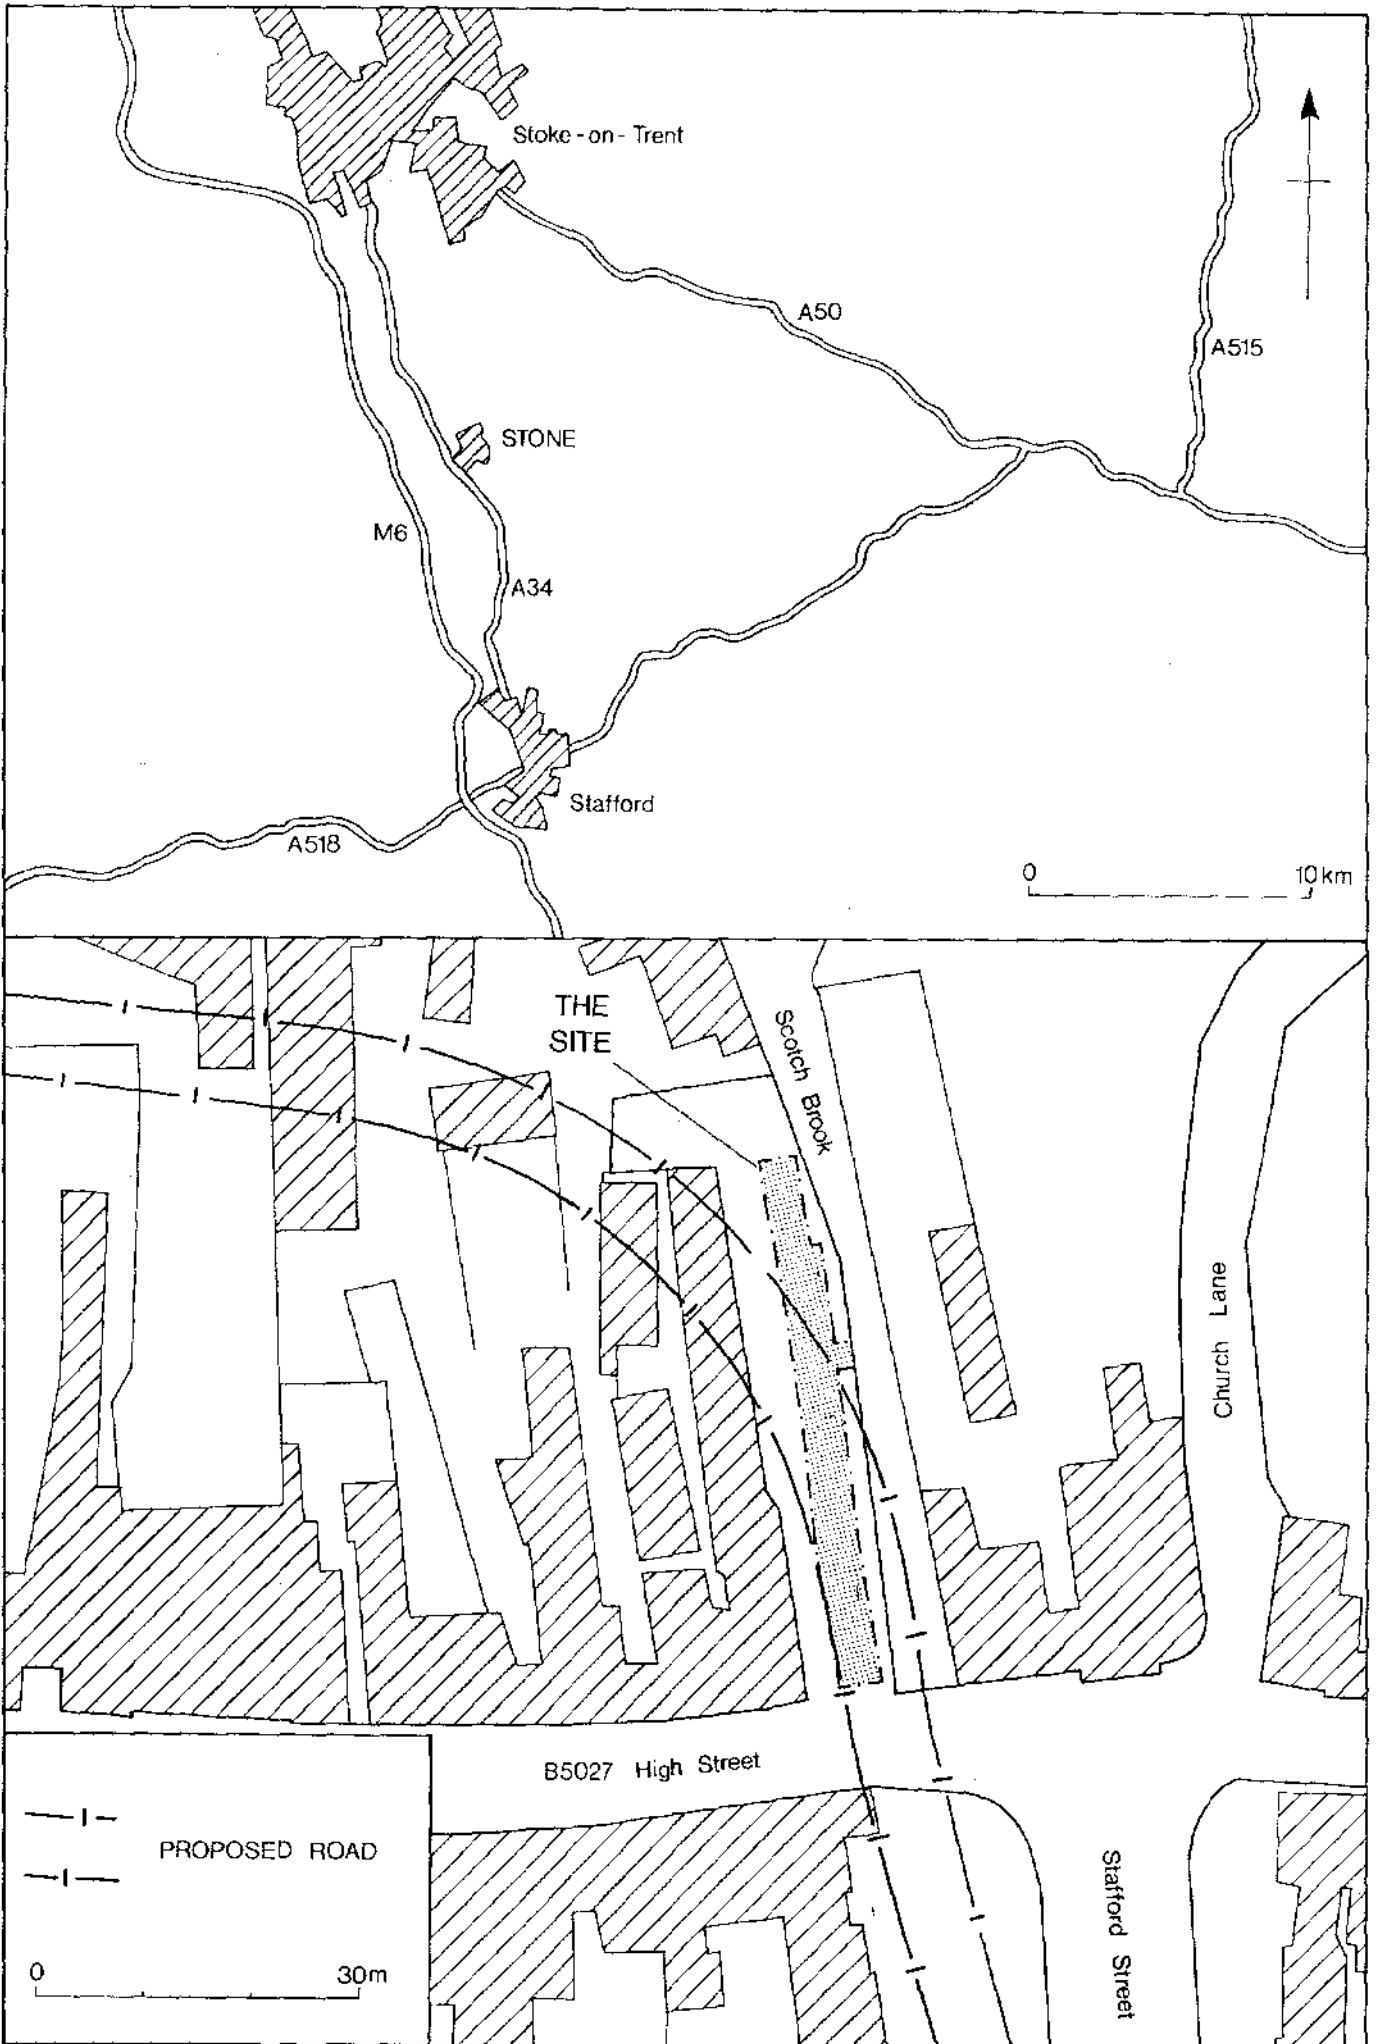 Stoke-on-Trent
A50
A515
STONE
M6
A34
Stafford
A518
0 10km
THE
SITE
Scotch Brook
Church Lane
B5027 High Street
PROPOSED ROAD
Stafford Street
0 30m